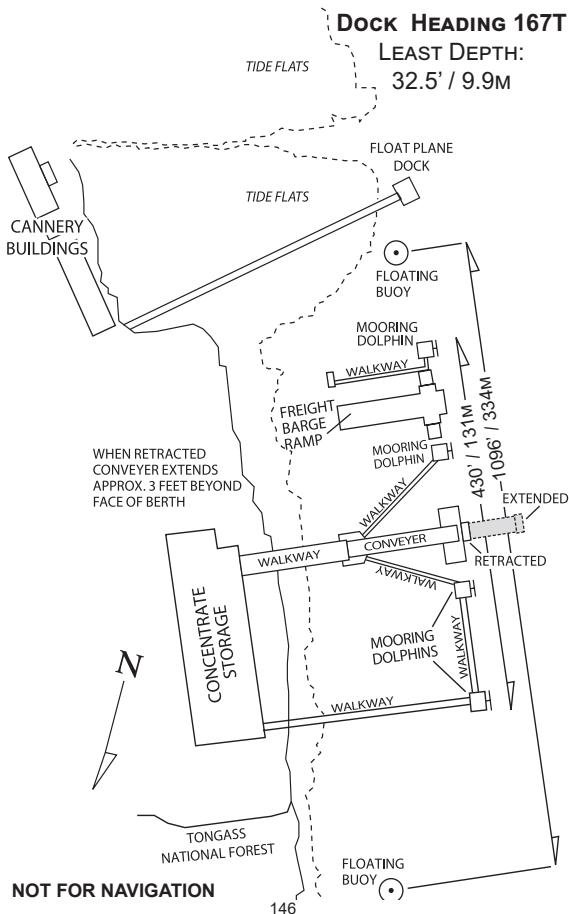 DOCK HEADING 167T
LEAST DEPTH:
32.5' / 9.9M
TIDE FLATS
FLOAT PLANE
DOCK
TIDE FLATS
CANNERY
BUILDINGS
FLOATING
BUOY
MOORING
DOLPHIN
WALKWAY
FREIGHT
BARGE
RAMP
430' / 131M
1096' / 334M
MOORING
DOLPHIN
WHEN RETRACTED
CONVEYER EXTENDS
APPROX. 3 FEET BEYOND
FACE OF BERTH
WALKWAY
EXTENDED
WALKWAY
CONVEYER
RETRACTED
WALKWAY
CONCENTRATE
STORAGE
MOORING
DOLPHINS
WALKWAY
N
WALKWAY
TONGASS
NATIONAL FOREST
FLOATING
BUOY
NOT FOR NAVIGATION
146